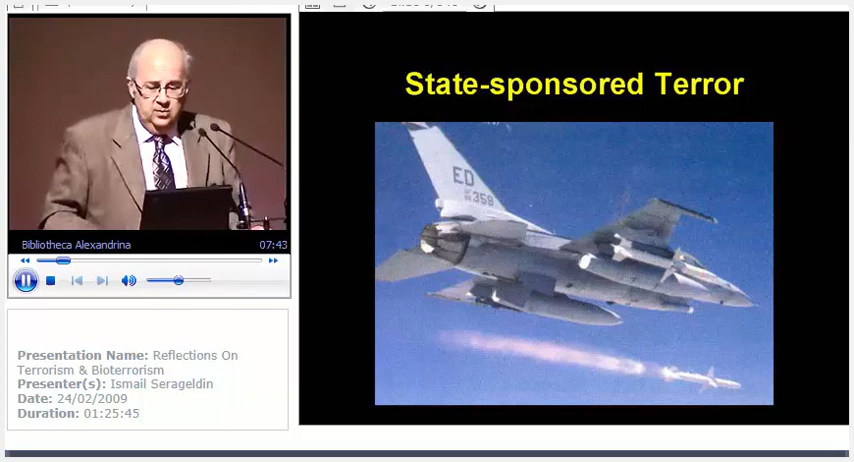 State-sponsored Terror
ED
359
Bibliotheca Alexandrina
07:43
Presentation Name: Reflections On
Terrorism & Bioterrorism
Presenter(s): Ismail Serageldin
Date: 24/02/2009
Duration: 01:25:45